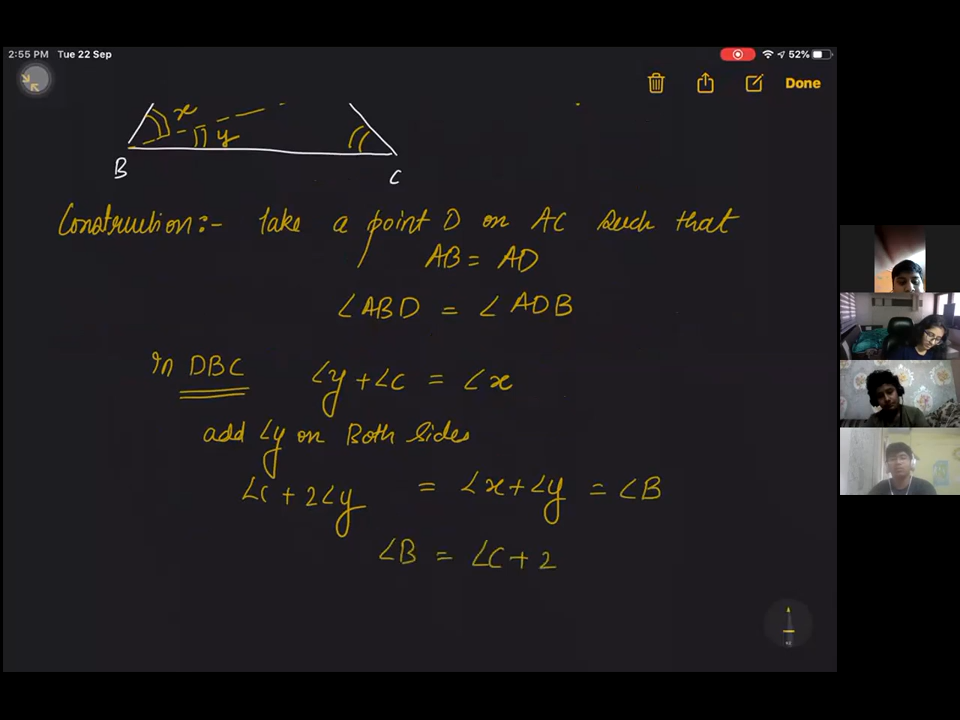 2:55 PM Tue 22 Sep 52%
Done
x
y
B
C
Construction:- Take a point D on AC such that
AB = AD
∠ABD = ∠ADB
In DBC ∠y + ∠C = ∠x
add ∠y on Both sides
∠C + 2∠y = ∠x + ∠y = ∠B
∠B = ∠C + 2